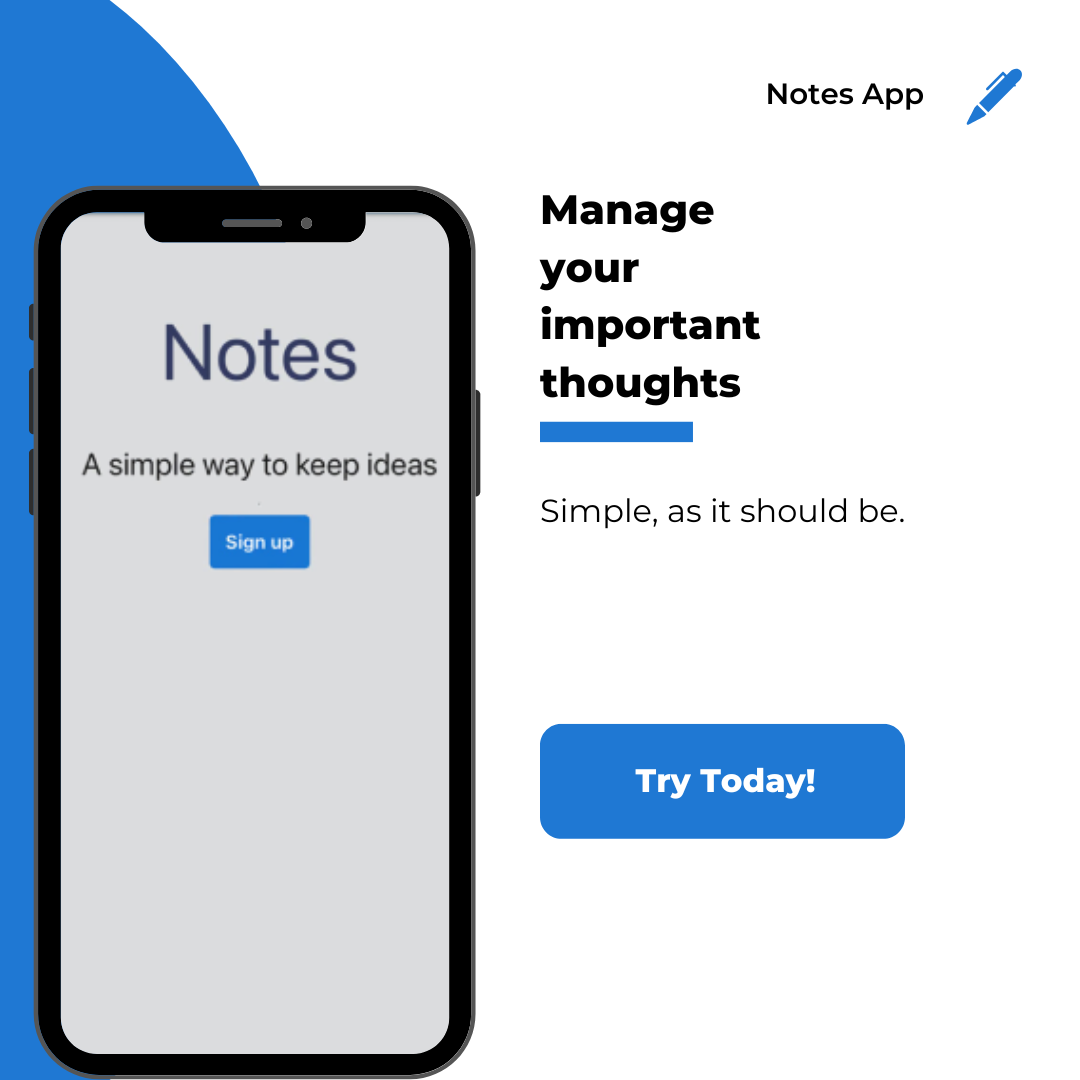 Notes App
Manage
your
important
thoughts
Simple, as it should be.
Try Today!
Notes
A simple way to keep ideas
Sign up